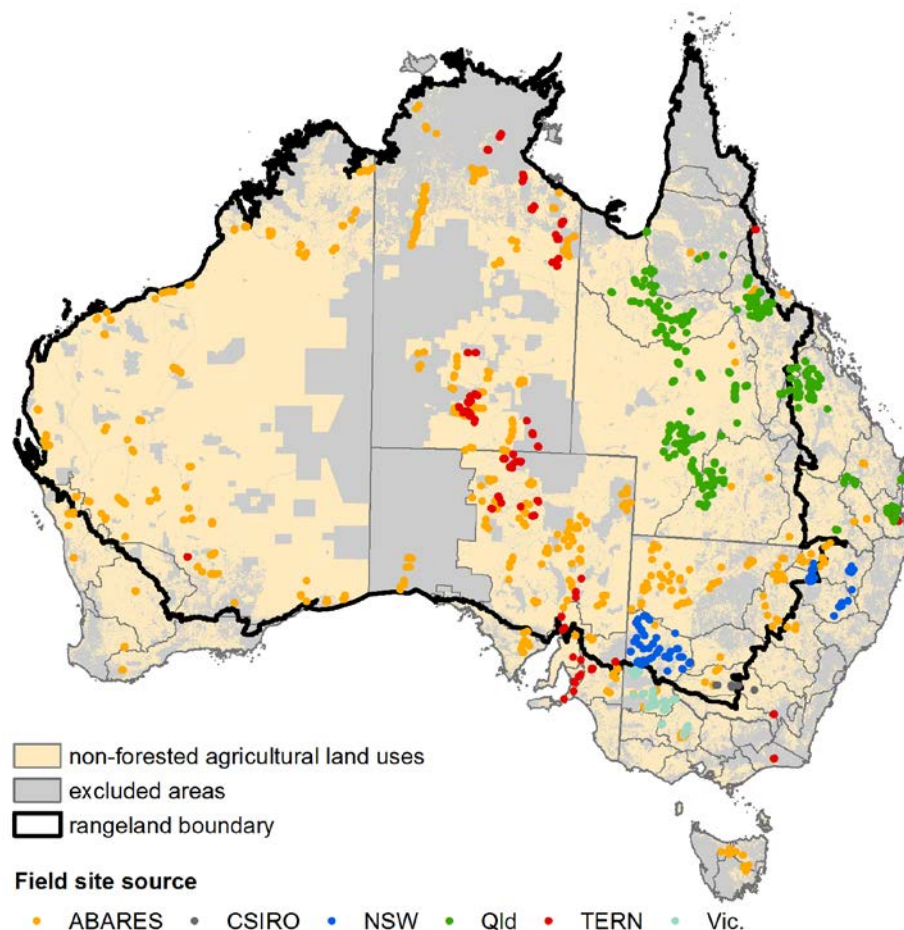 non-forested agricultural land uses
excluded areas
rangeland boundary
Field site source
ABARES CSIRO NSW Qld TERN Vic.